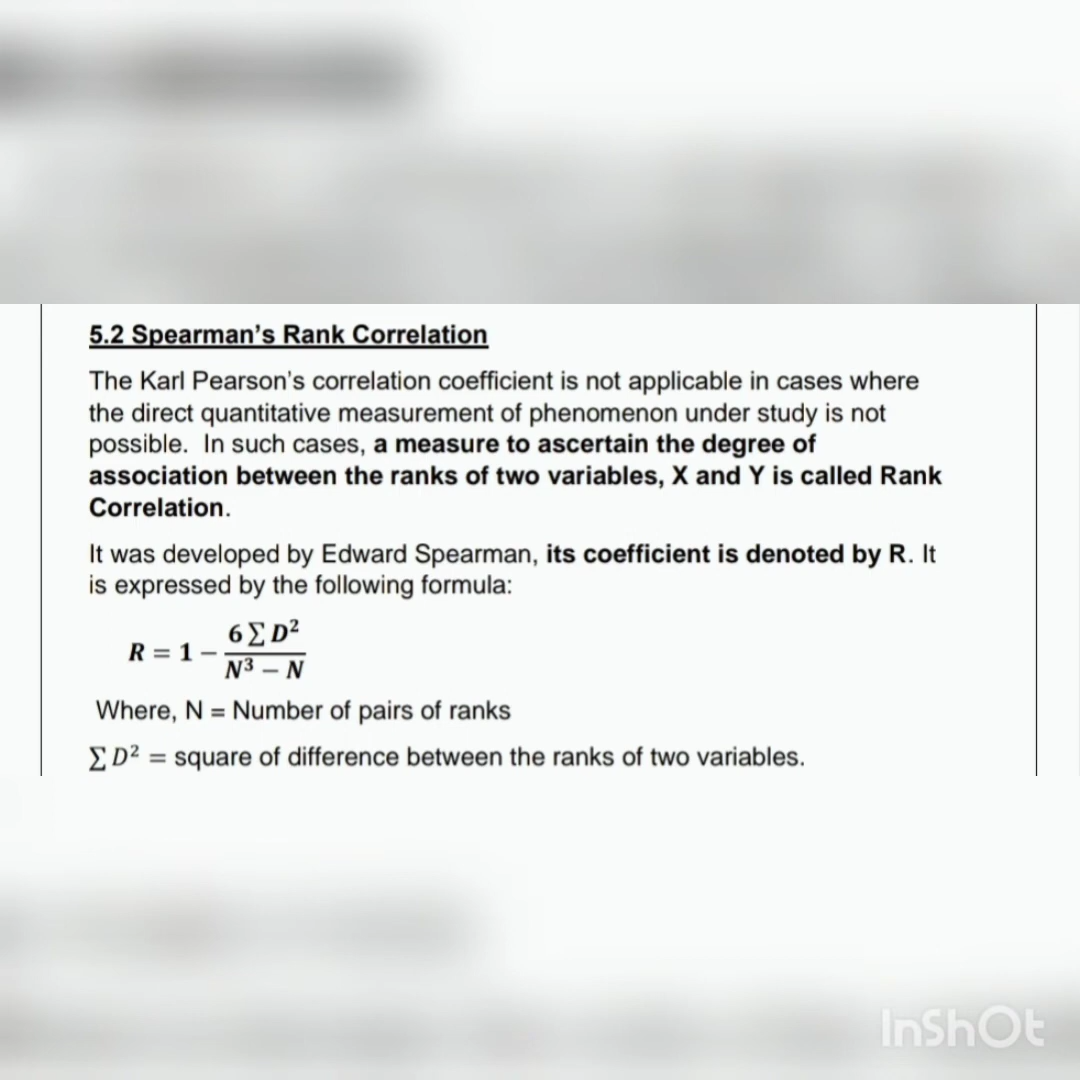 5.2 Spearman's Rank Correlation
The Karl Pearson's correlation coefficient is not applicable in cases where
the direct quantitative measurement of phenomenon under study is not
possible. In such cases, a measure to ascertain the degree of
association between the ranks of two variables, X and Y is called Rank
Correlation.
It was developed by Edward Spearman, its coefficient is denoted by R. It
is expressed by the following formula:
R = 1 − 6 ∑ D² / N³ − N
Where, N = Number of pairs of ranks
∑ D² = square of difference between the ranks of two variables.
InShOt